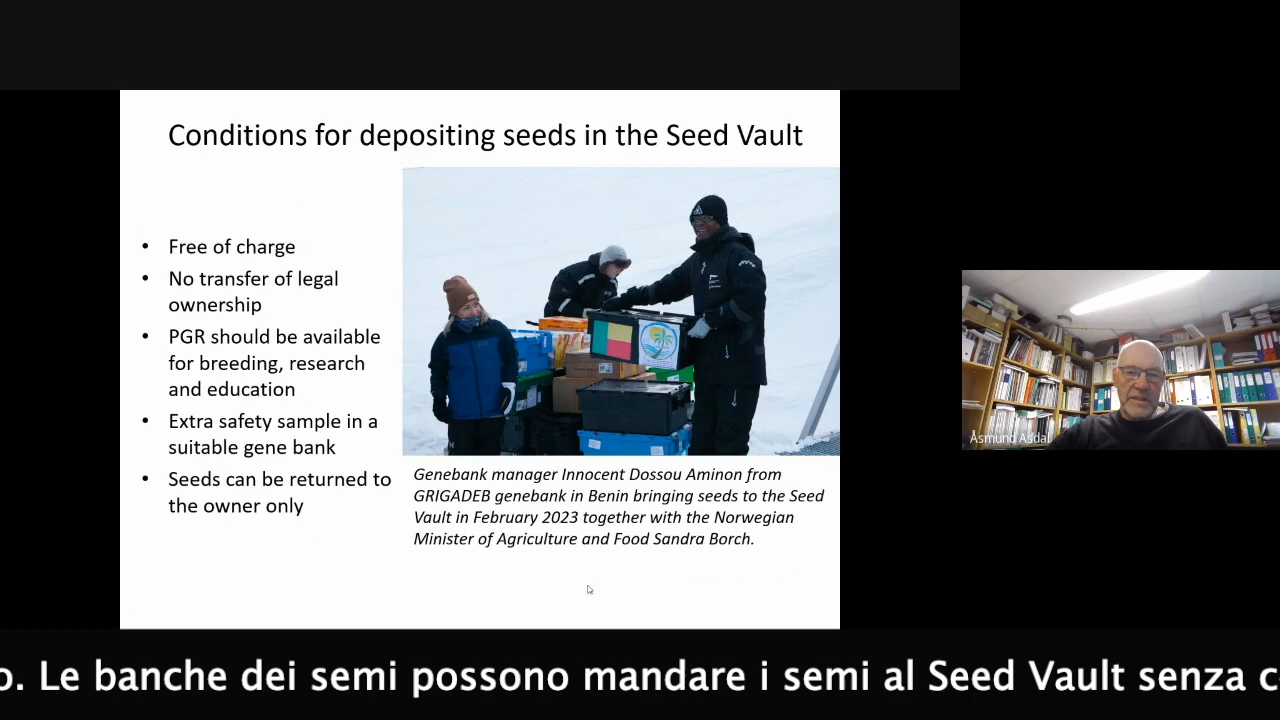 Conditions for depositing seeds in the Seed Vault
• Free of charge
• No transfer of legal
ownership
• PGR should be available
for breeding, research
and education
• Extra safety sample in a
suitable gene bank
• Seeds can be returned to
the owner only
Genebank manager Innocent Dossou Aminon from
GRIGADEB genebank in Benin bringing seeds to the Seed
Vault in February 2023 together with the Norwegian
Minister of Agriculture and Food Sandra Borch.
Åsmund Asdal
o. Le banche dei semi possono mandare i semi al Seed Vault senza c